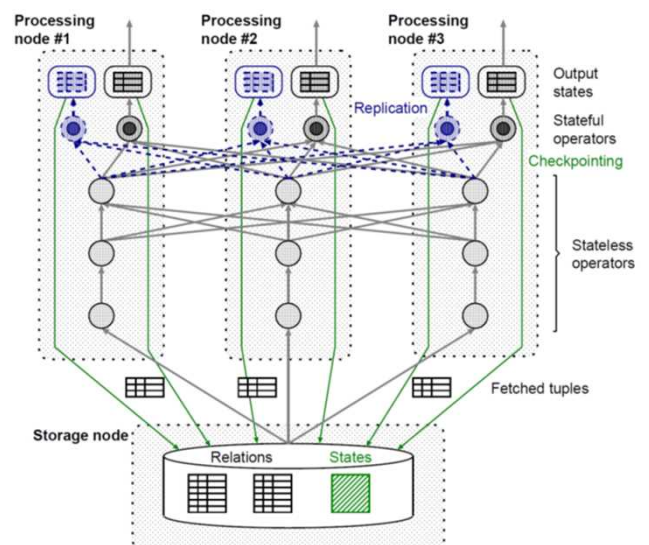 Processing
node #1
Processing
node #2
Processing
node #3
Output
states
Replication
Stateful
operators
Checkpointing
Stateless
operators
Fetched tuples
Storage node
Relations
States